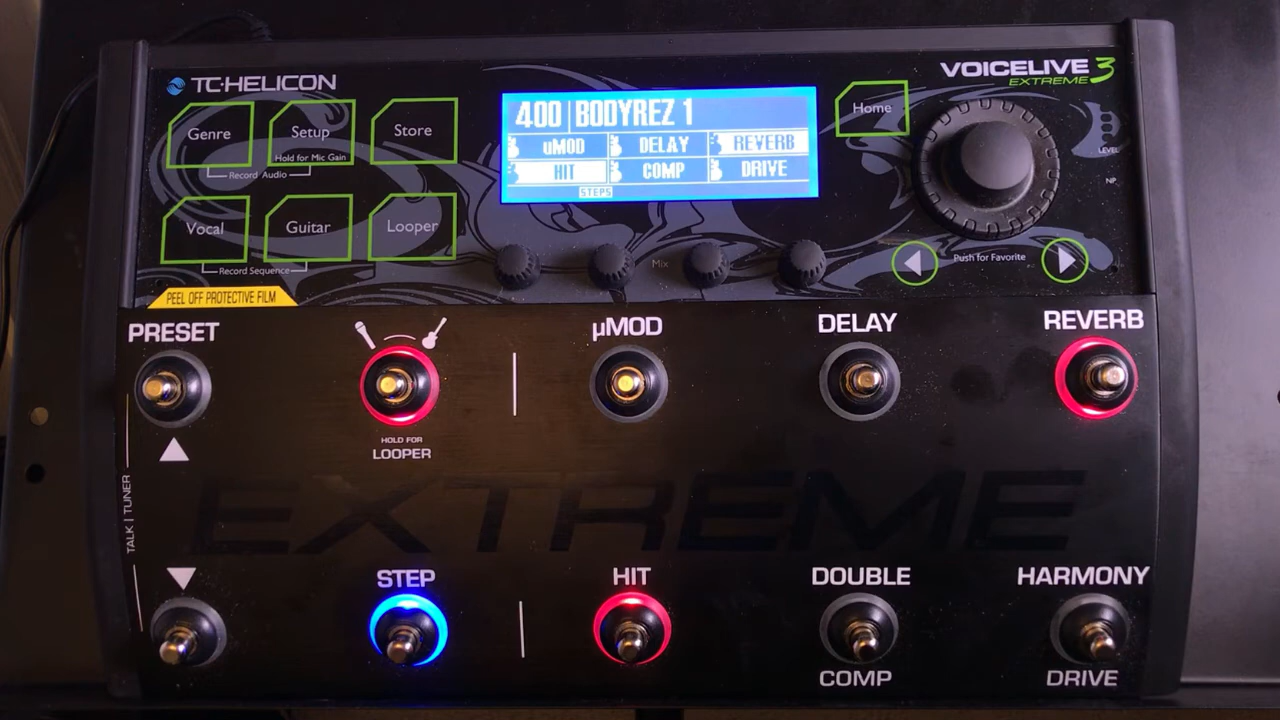 TC·HELICON
VOICELIVE 3
EXTREME
Genre
Setup
Hold for Mic Gain
Store
Record Audio
400 BODYREZ 1
µMOD DELAY REVERB
HIT COMP DRIVE
STEPS
Home
LEVEL
Vocal
Guitar
Looper
Record Sequence
Mix
Push for Favorite
PEEL OFF PROTECTIVE FILM
PRESET
µMOD
DELAY
REVERB
HOLD FOR
LOOPER
TALK | TUNER
EXTREME
STEP
HIT
DOUBLE
HARMONY
COMP
DRIVE